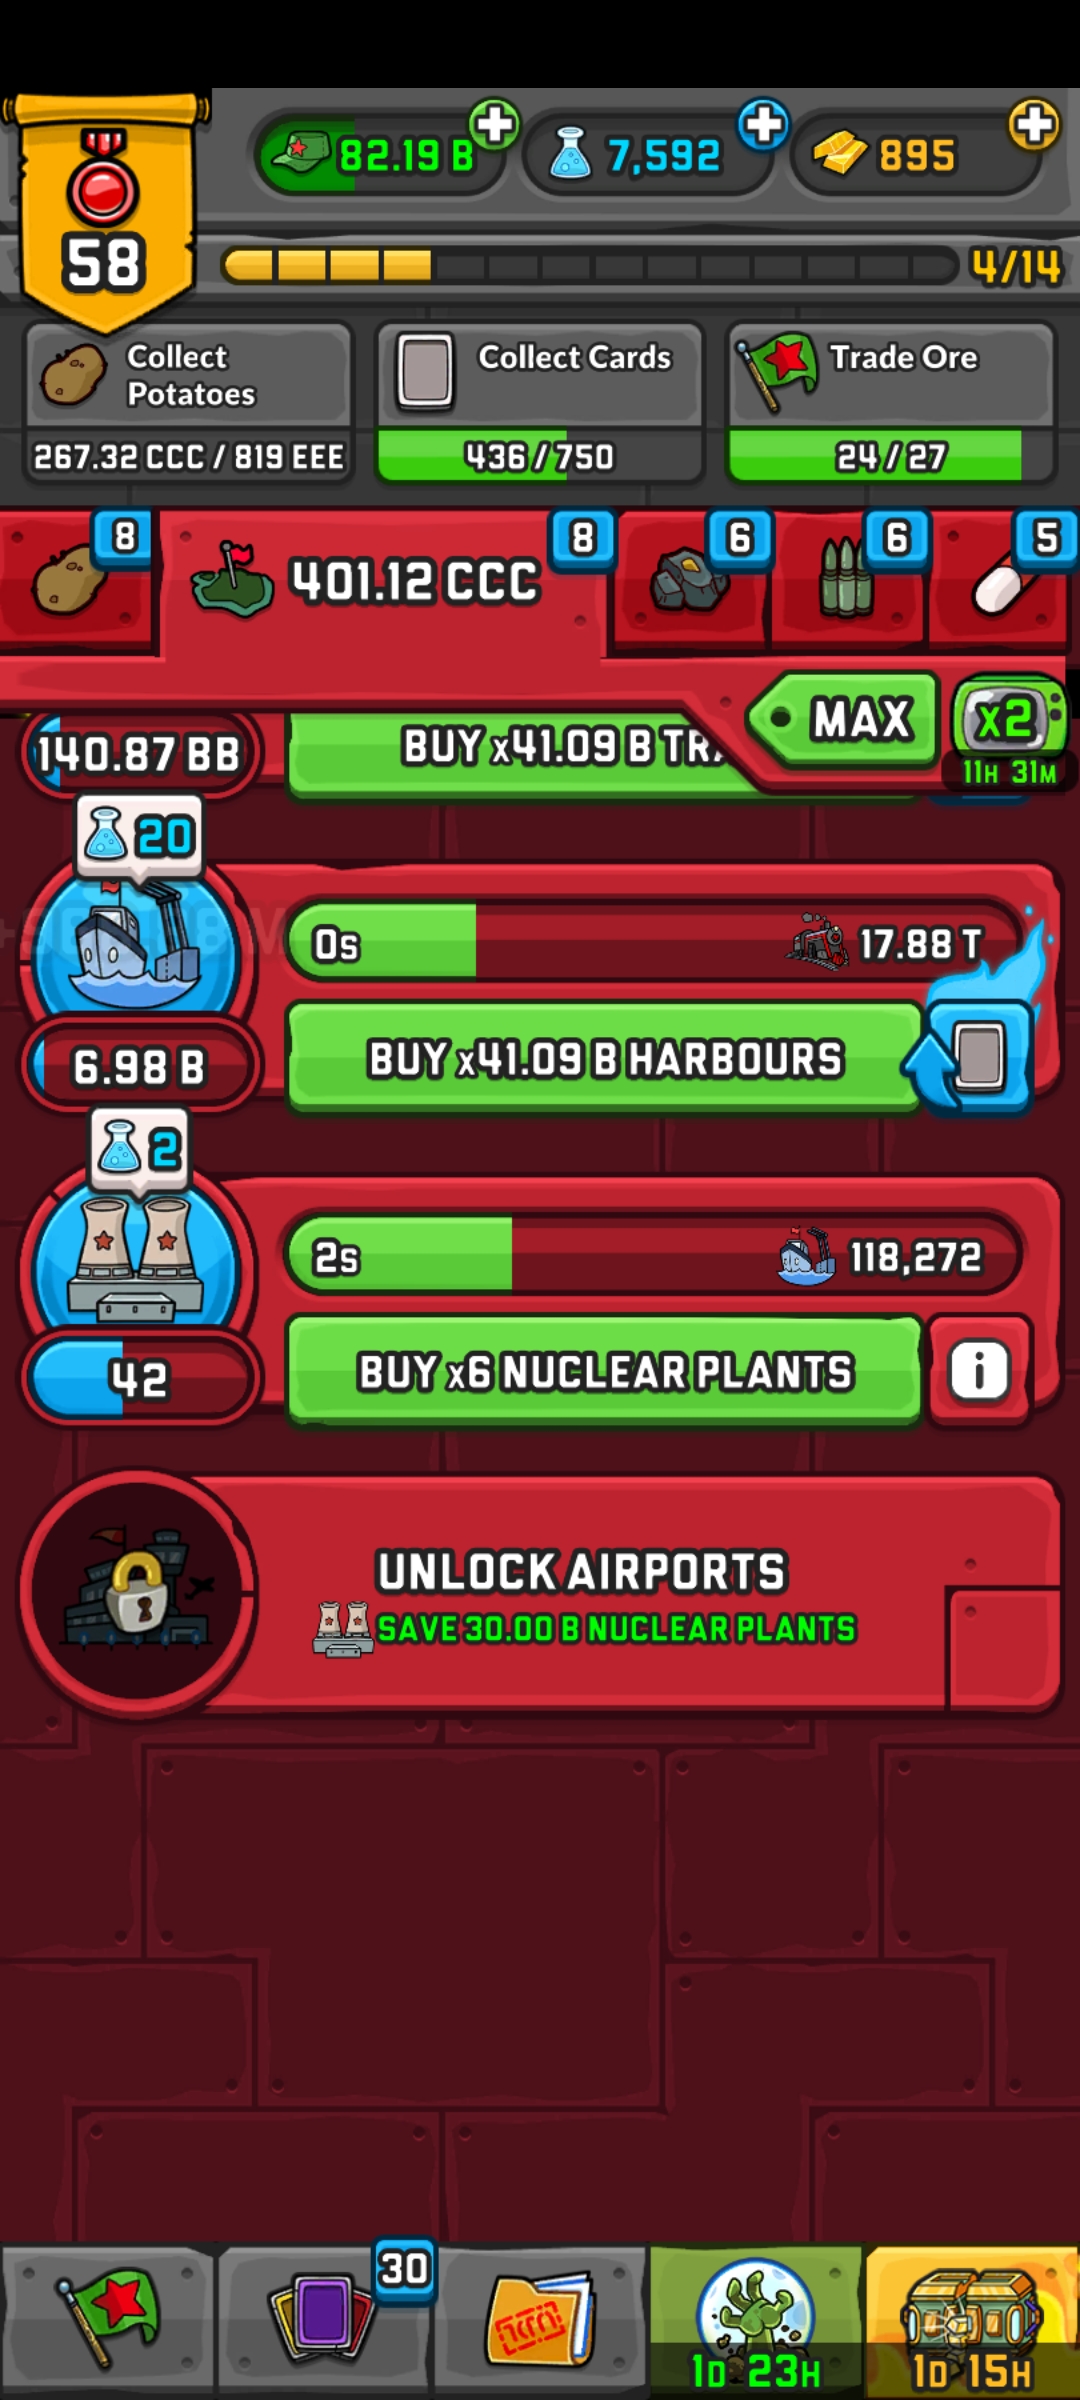 82.19 B
7,592
895
58
4/14
Collect
Potatoes
Collect Cards
Trade Ore
267.32 CCC / 819 EEE
436 / 750
24 / 27
8
401.12 CCC
8
6
6
5
MAX
x2
11H 31M
140.87 BB
BUY x41.09 B
20
0s
17.88 T
6.98 B
BUY x41.09 B HARBOURS
2
2s
118,272
42
BUY x6 NUCLEAR PLANTS
i
UNLOCK AIRPORTS
SAVE 30.00 B NUCLEAR PLANTS
30
1D 23H
1D 15H